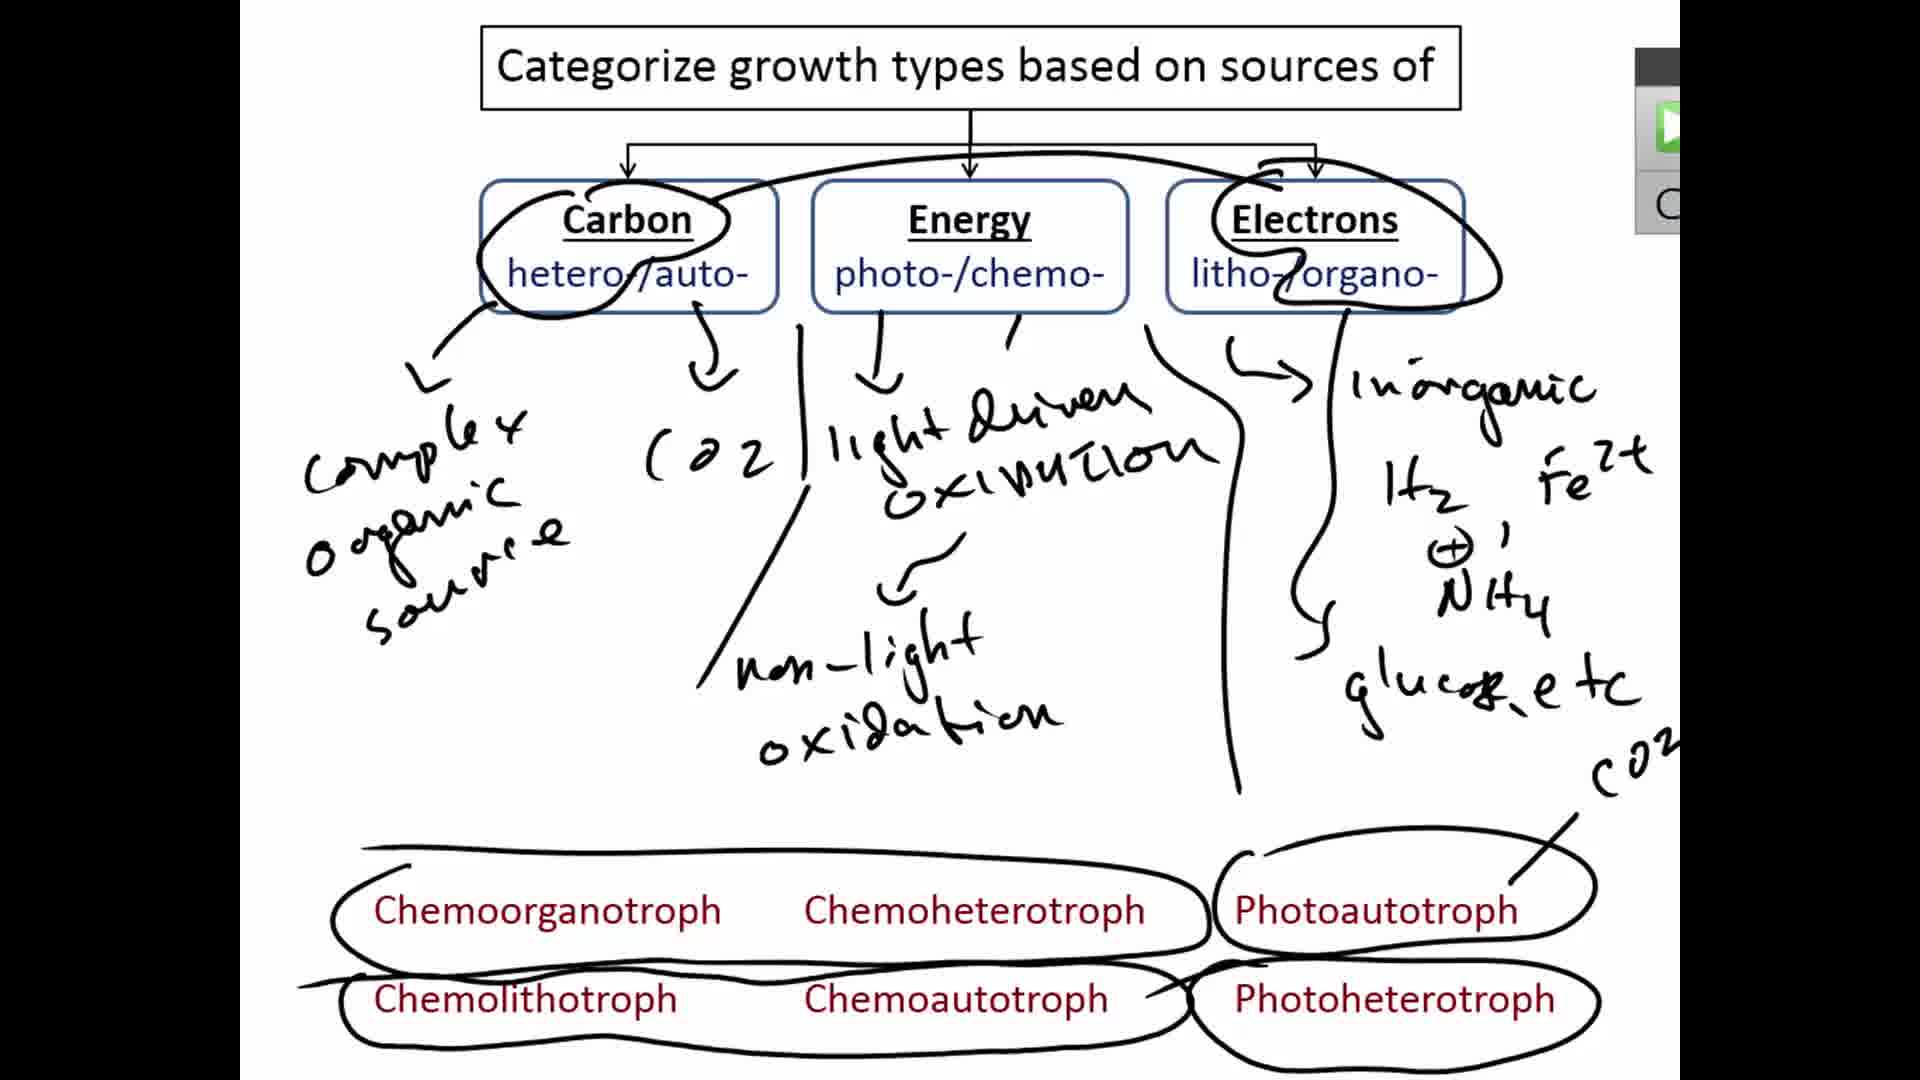 Categorize growth types based on sources of
Carbon
hetero-/auto-
Energy
photo-/chemo-
Electrons
litho-/organo-
complex
organic
source
CO2
light driven
oxidation
non-light
oxidation
inorganic
H2 Fe2+
⊕ ,
NH4
glucose, etc
CO2
Chemoorganotroph Chemoheterotroph Photoautotroph
Chemolithotroph Chemoautotroph Photoheterotroph